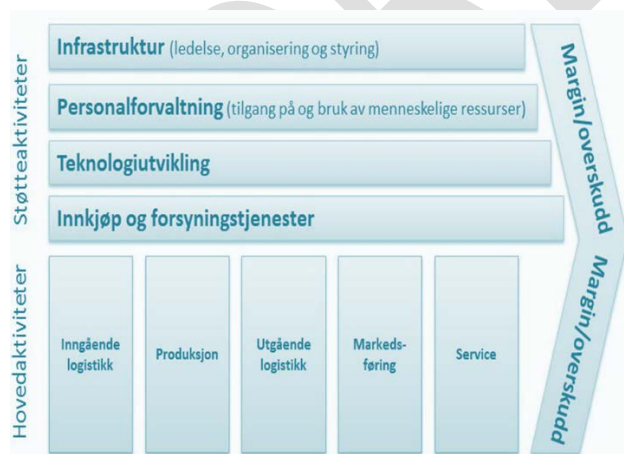 Støtteaktiviteter
Infrastruktur (ledelse, organisering og styring)
Personalforvaltning (tilgang på og bruk av menneskelige ressurser)
Teknologiutvikling
Innkjøp og forsyningstjenester
Margin/overskudd
Hovedaktiviteter
Inngående
logistikk
Produksjon
Utgående
logistikk
Markeds-
føring
Service
Margin/overskudd